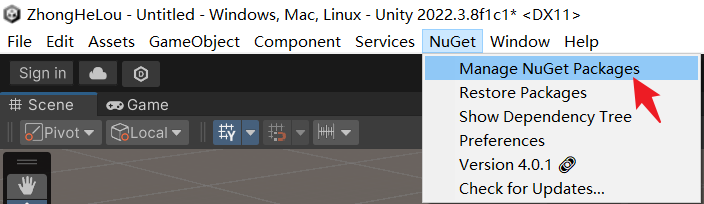 ZhongHeLou - Untitled - Windows, Mac, Linux - Unity 2022.3.8f1c1* <DX11>
File Edit Assets GameObject Component Services NuGet Window Help
Sign in
Manage NuGet Packages
Restore Packages
Show Dependency Tree
Preferences
Version 4.0.1
Check for Updates...
Scene Game
Pivot Local